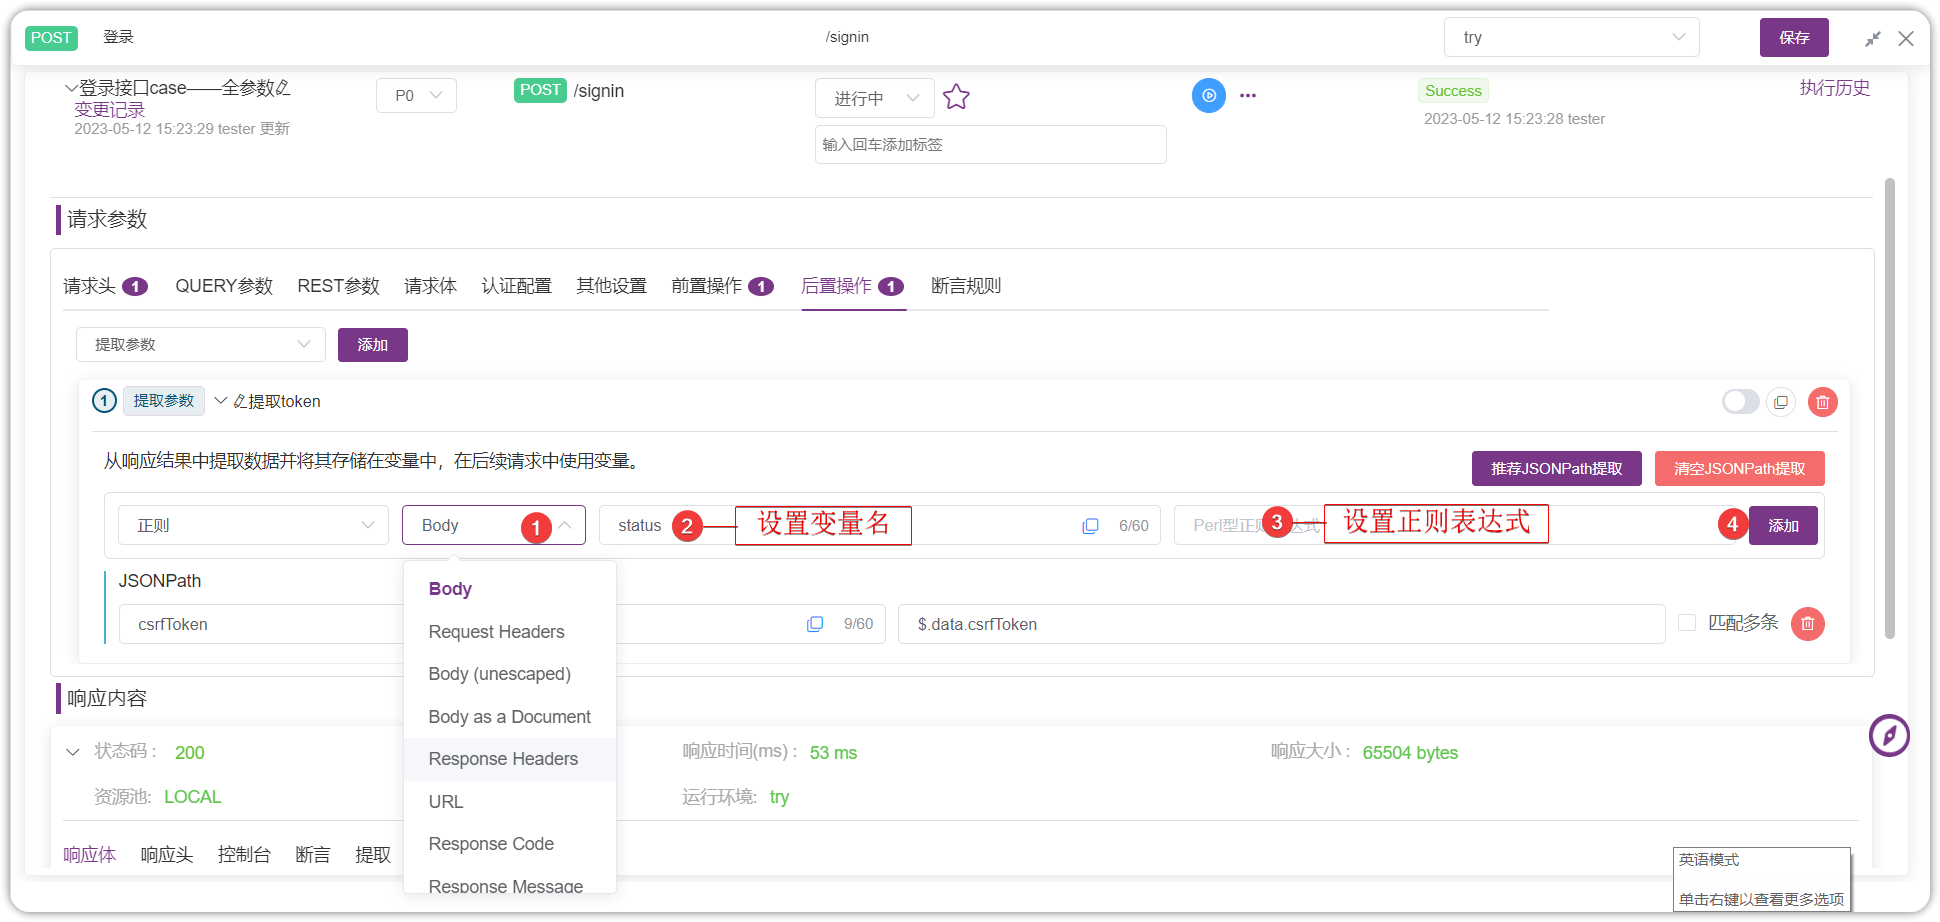 POST 登录 /signin try 保存
登录接口case——全参数 P0 POST /signin 进行中 Success 执行历史
变更记录
2023-05-12 15:23:29 tester 更新 2023-05-12 15:23:28 tester
输入回车添加标签
请求参数
请求头 1 QUERY参数 REST参数 请求体 认证配置 其他设置 前置操作 1 后置操作 1 断言规则
提取参数 添加
1 提取参数 提取token
从响应结果中提取数据并将其存储在变量中，在后续请求中使用变量。 推荐JSONPath提取 清空JSONPath提取
正则 Body 1 status 2 设置变量名 6/60 Perl型正则 3 达式 设置正则表达式 4 添加
JSONPath
csrfToken 9/60 $.data.csrfToken 匹配多条
Body
Request Headers
Body (unescaped)
Body as a Document
Response Headers
URL
Response Code
Response Message
响应内容
状态码： 200 响应时间(ms)： 53 ms 响应大小： 65504 bytes
资源池: LOCAL 运行环境: try
响应体 响应头 控制台 断言 提取
英语模式
单击右键以查看更多选项